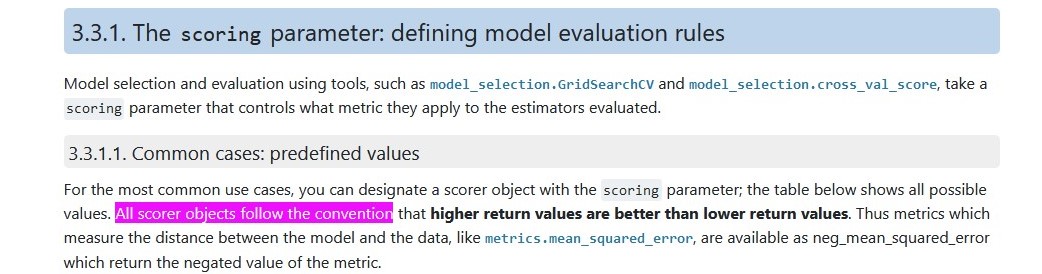 3.3.1. The scoring parameter: defining model evaluation rules
Model selection and evaluation using tools, such as model_selection.GridSearchCV and model_selection.cross_val_score, take a
scoring parameter that controls what metric they apply to the estimators evaluated.
3.3.1.1. Common cases: predefined values
For the most common use cases, you can designate a scorer object with the scoring parameter; the table below shows all possible
values. All scorer objects follow the convention that higher return values are better than lower return values. Thus metrics which
measure the distance between the model and the data, like metrics.mean_squared_error, are available as neg_mean_squared_error
which return the negated value of the metric.